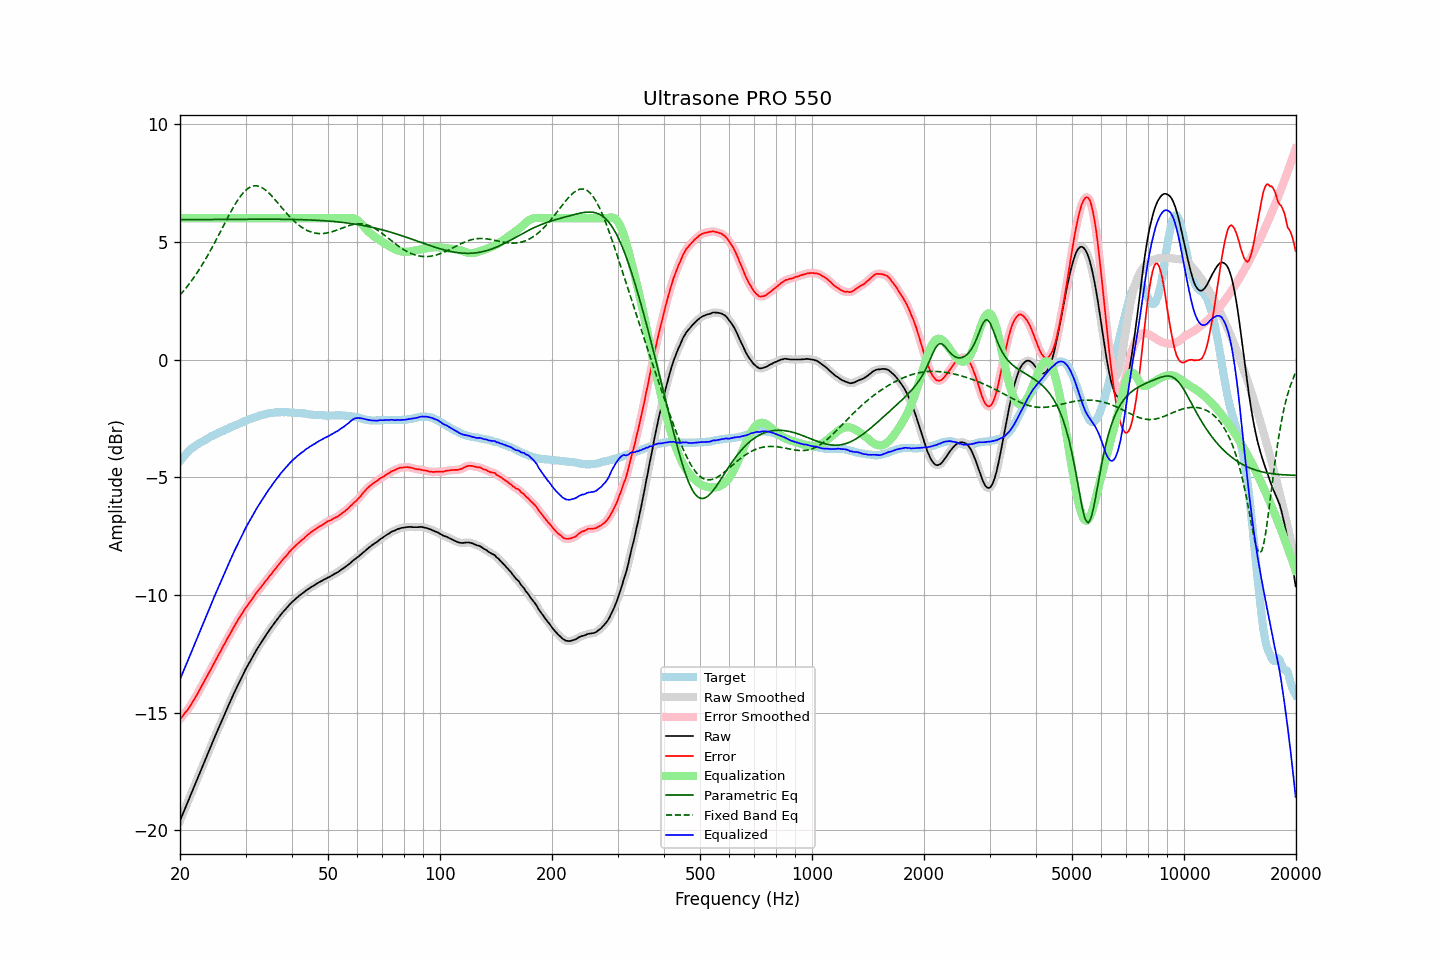 Ultrasone PRO 550
Amplitude (dBr)
10
5
0
−5
−10
−15
−20
20 50 100 200 500 1000 2000 5000 10000 20000
Frequency (Hz)
Target
Raw Smoothed
Error Smoothed
Raw
Error
Equalization
Parametric Eq
Fixed Band Eq
Equalized